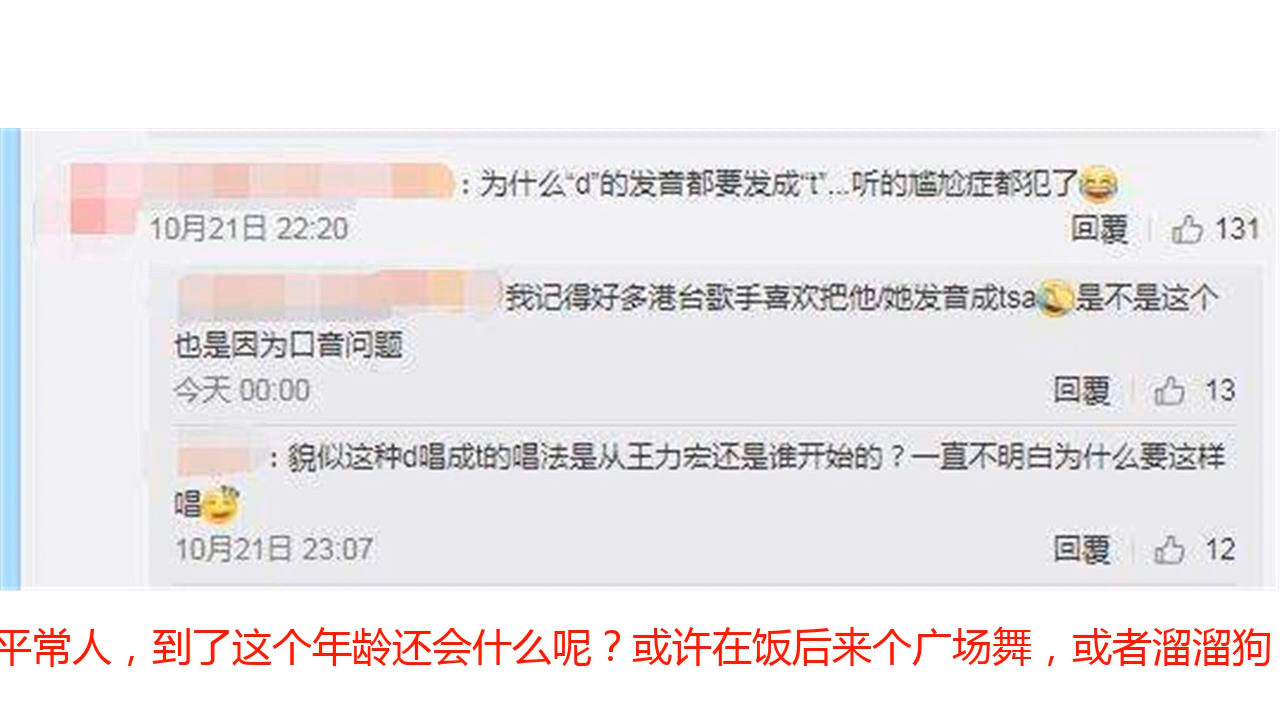 ：为什么“d”的发音都要发成“t”...听的尴尬症都犯了
10月21日 22:20 回覆 131
我记得好多港台歌手喜欢把他/她发音成tsa是不是这个
也是因为口音问题
今天 00:00 回覆 13
：貌似这种d唱成t的唱法是从王力宏还是谁开始的？一直不明白为什么要这样
唱
10月21日 23:07 回覆 12
平常人，到了这个年龄还会什么呢？或许在饭后来个广场舞，或者溜溜狗